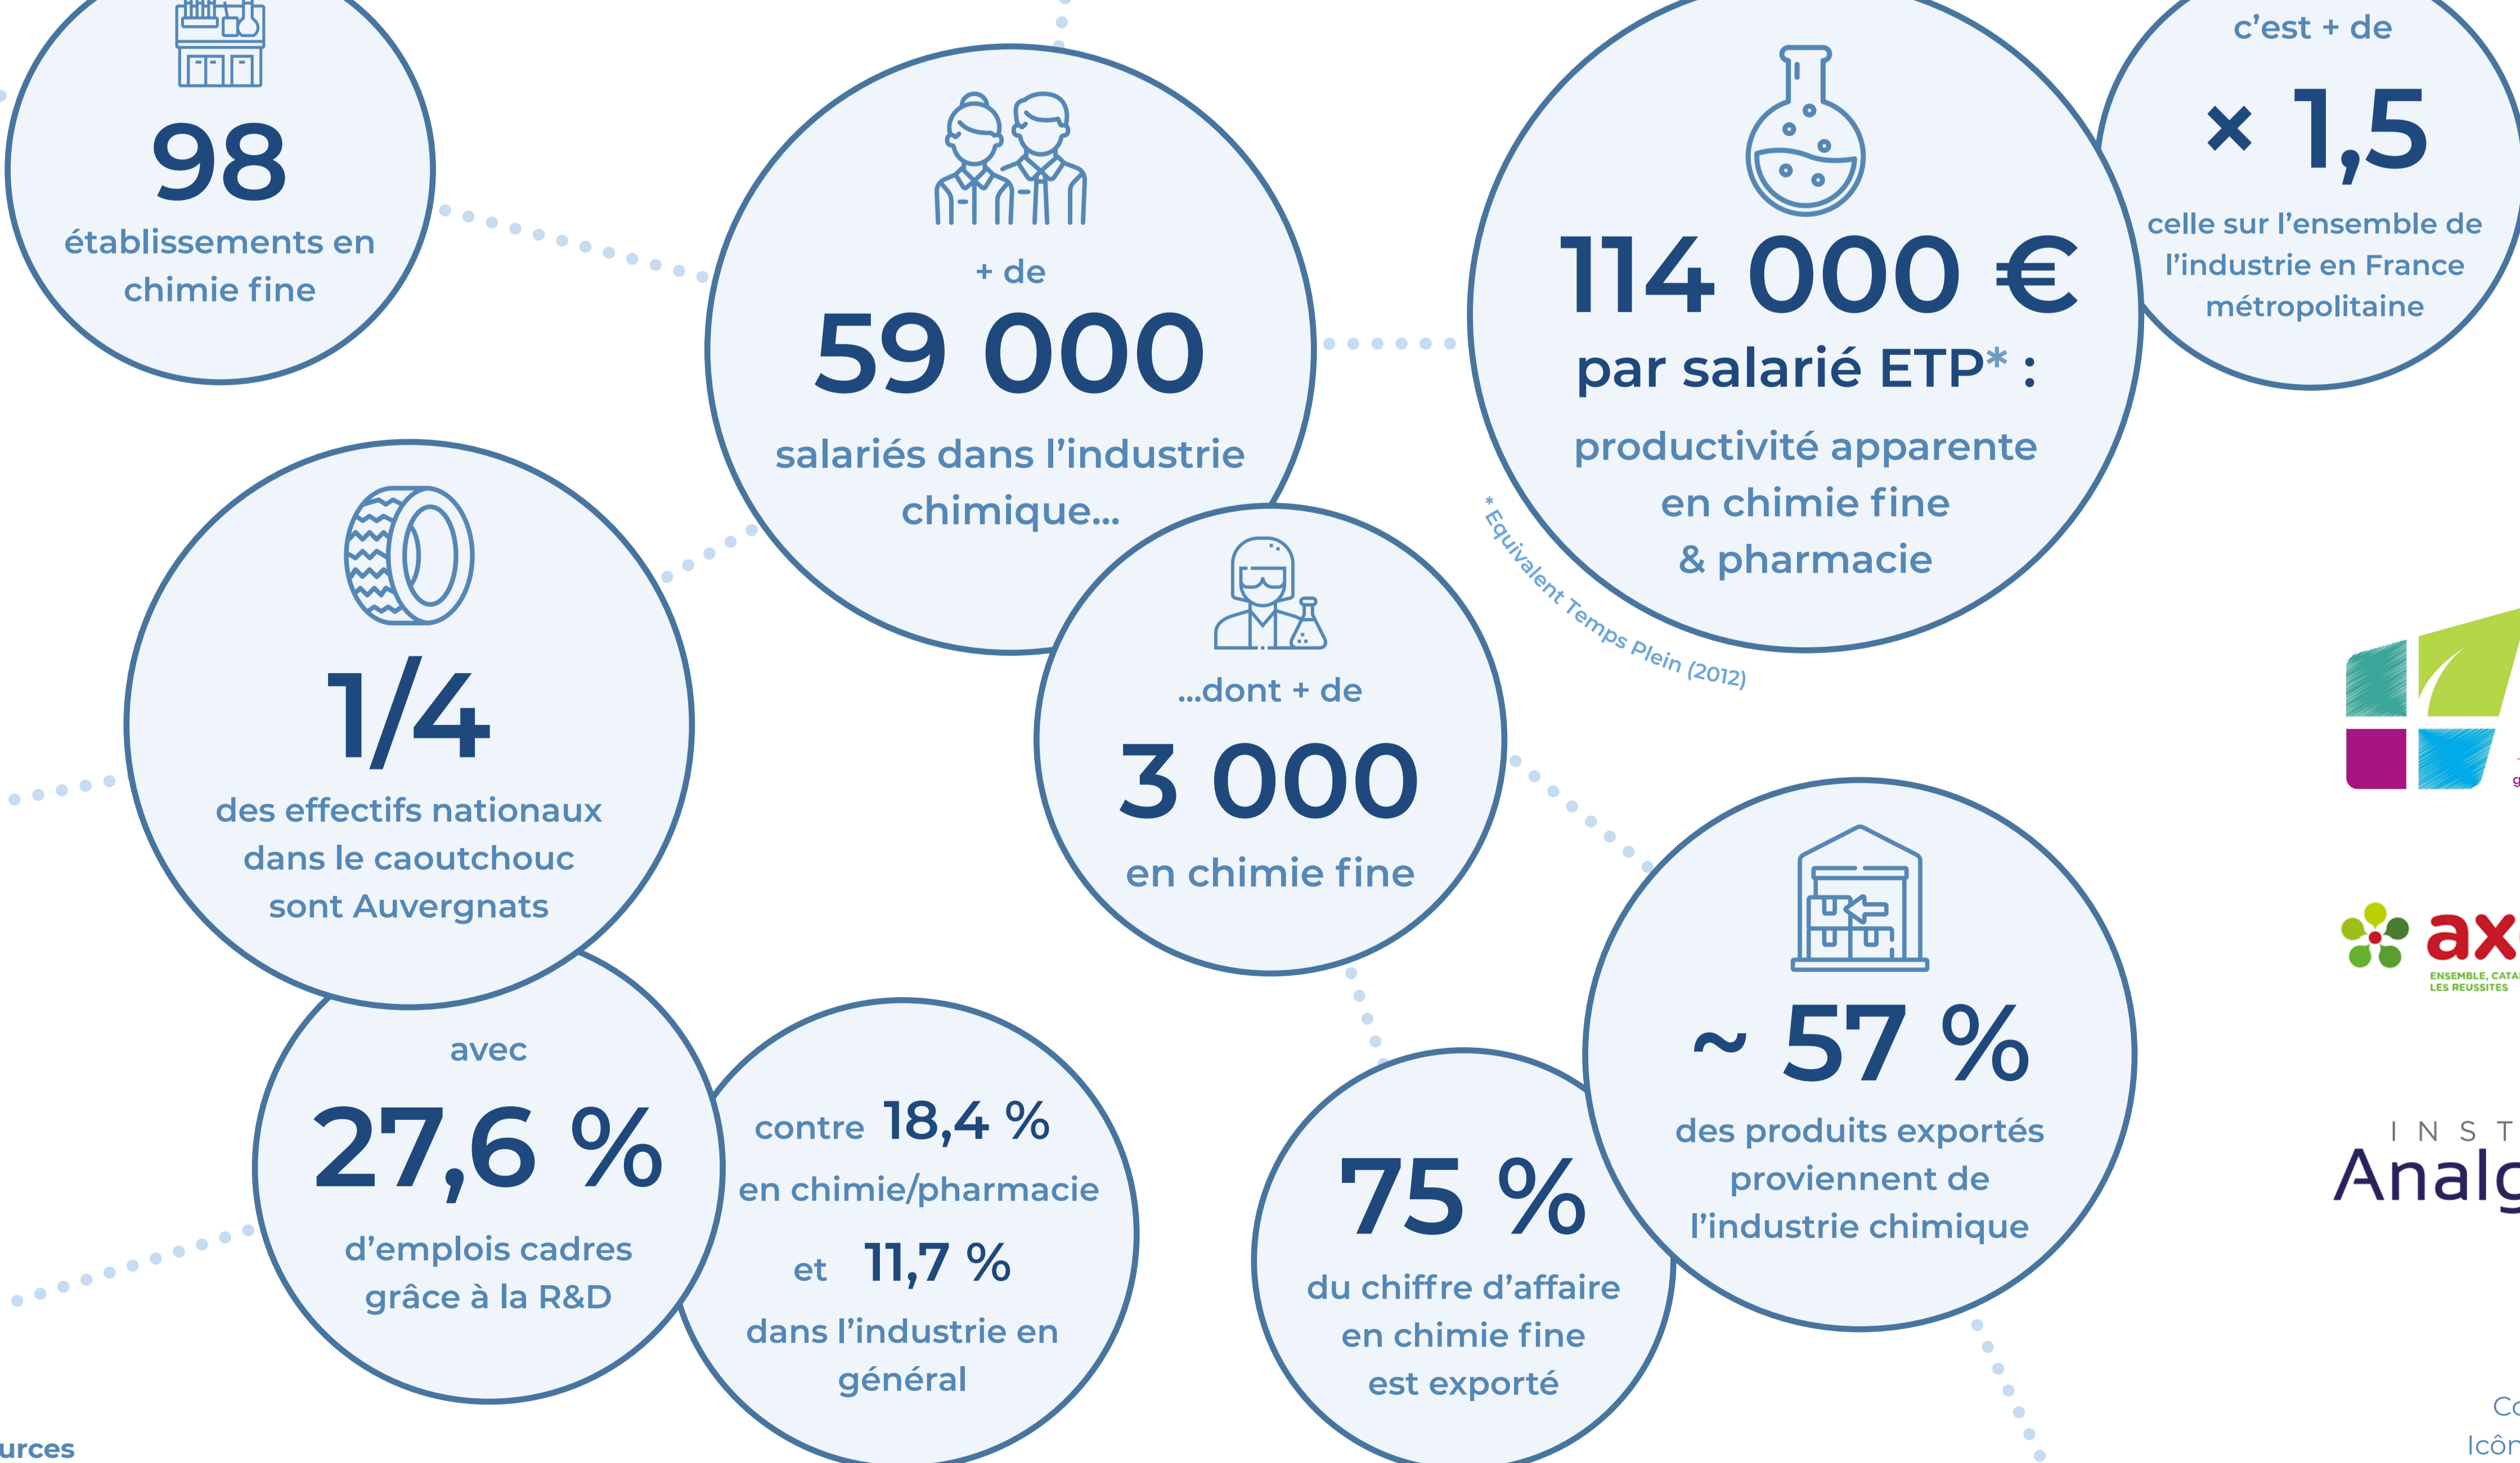 98
établissements en
chimie fine
+ de
59 000
salariés dans l'industrie
chimique...
114 000 €
par salarié ETP* :
productivité apparente
en chimie fine
& pharmacie
* Equivalent Temps Plein (2012)
c'est + de
× 1,5
celle sur l'ensemble de
l'industrie en France
métropolitaine
...dont + de
3 000
en chimie fine
1/4
des effectifs nationaux
dans le caoutchouc
sont Auvergnats
avec
27,6 %
d'emplois cadres
grâce à la R&D
contre 18,4 %
en chimie/pharmacie
et 11,7 %
dans l'industrie en
général
75 %
du chiffre d'affaire
en chimie fine
est exporté
~ 57 %
des produits exportés
proviennent de
l'industrie chimique
ENSEMBLE,
LES REUSSITES